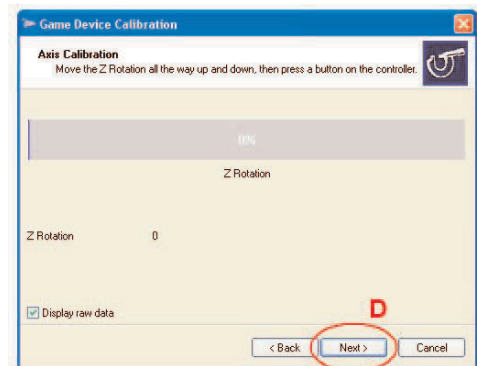 Game Device Calibration
Axis Calibration
Move the Z Rotation all the way up and down, then press a button on the controller.
0%
Z Rotation
Z Rotation 0
Display raw data
D
< Back Next > Cancel